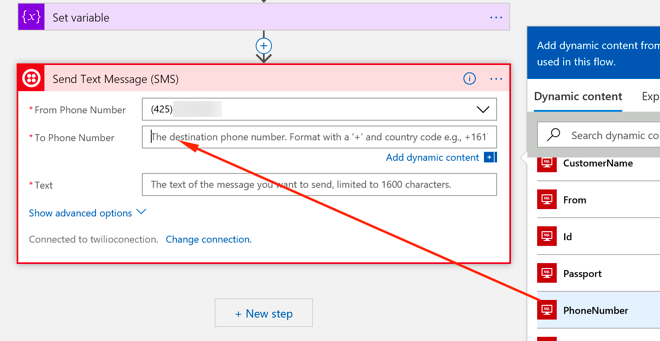 {x} Set variable
Send Text Message (SMS)
* From Phone Number
(425)
* To Phone Number
The destination phone number. Format with a '+' and country code e.g., +161
Add dynamic content
* Text
The text of the message you want to send, limited to 1600 characters.
Show advanced options
Connected to twilioconection. Change connection.
+ New step
Add dynamic content from
used in this flow.
Dynamic content
Exp
Search dynamic co
CustomerName
From
Id
Passport
PhoneNumber